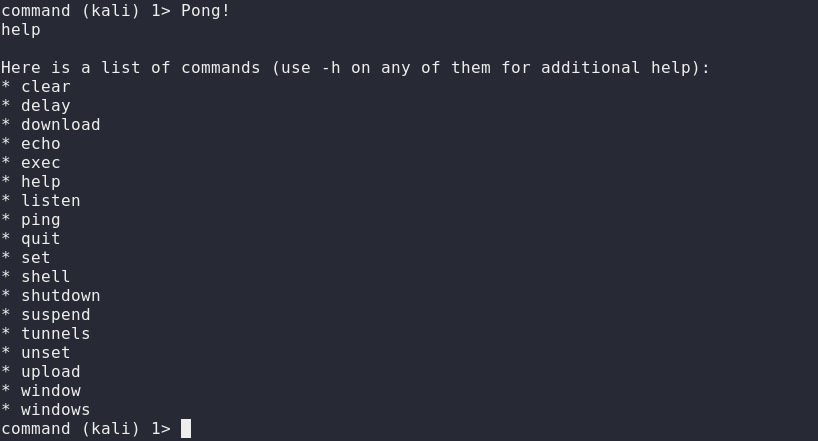 command (kali) 1> Pong!
help

Here is a list of commands (use -h on any of them for additional help):
* clear
* delay
* download
* echo
* exec
* help
* listen
* ping
* quit
* set
* shell
* shutdown
* suspend
* tunnels
* unset
* upload
* window
* windows
command (kali) 1>